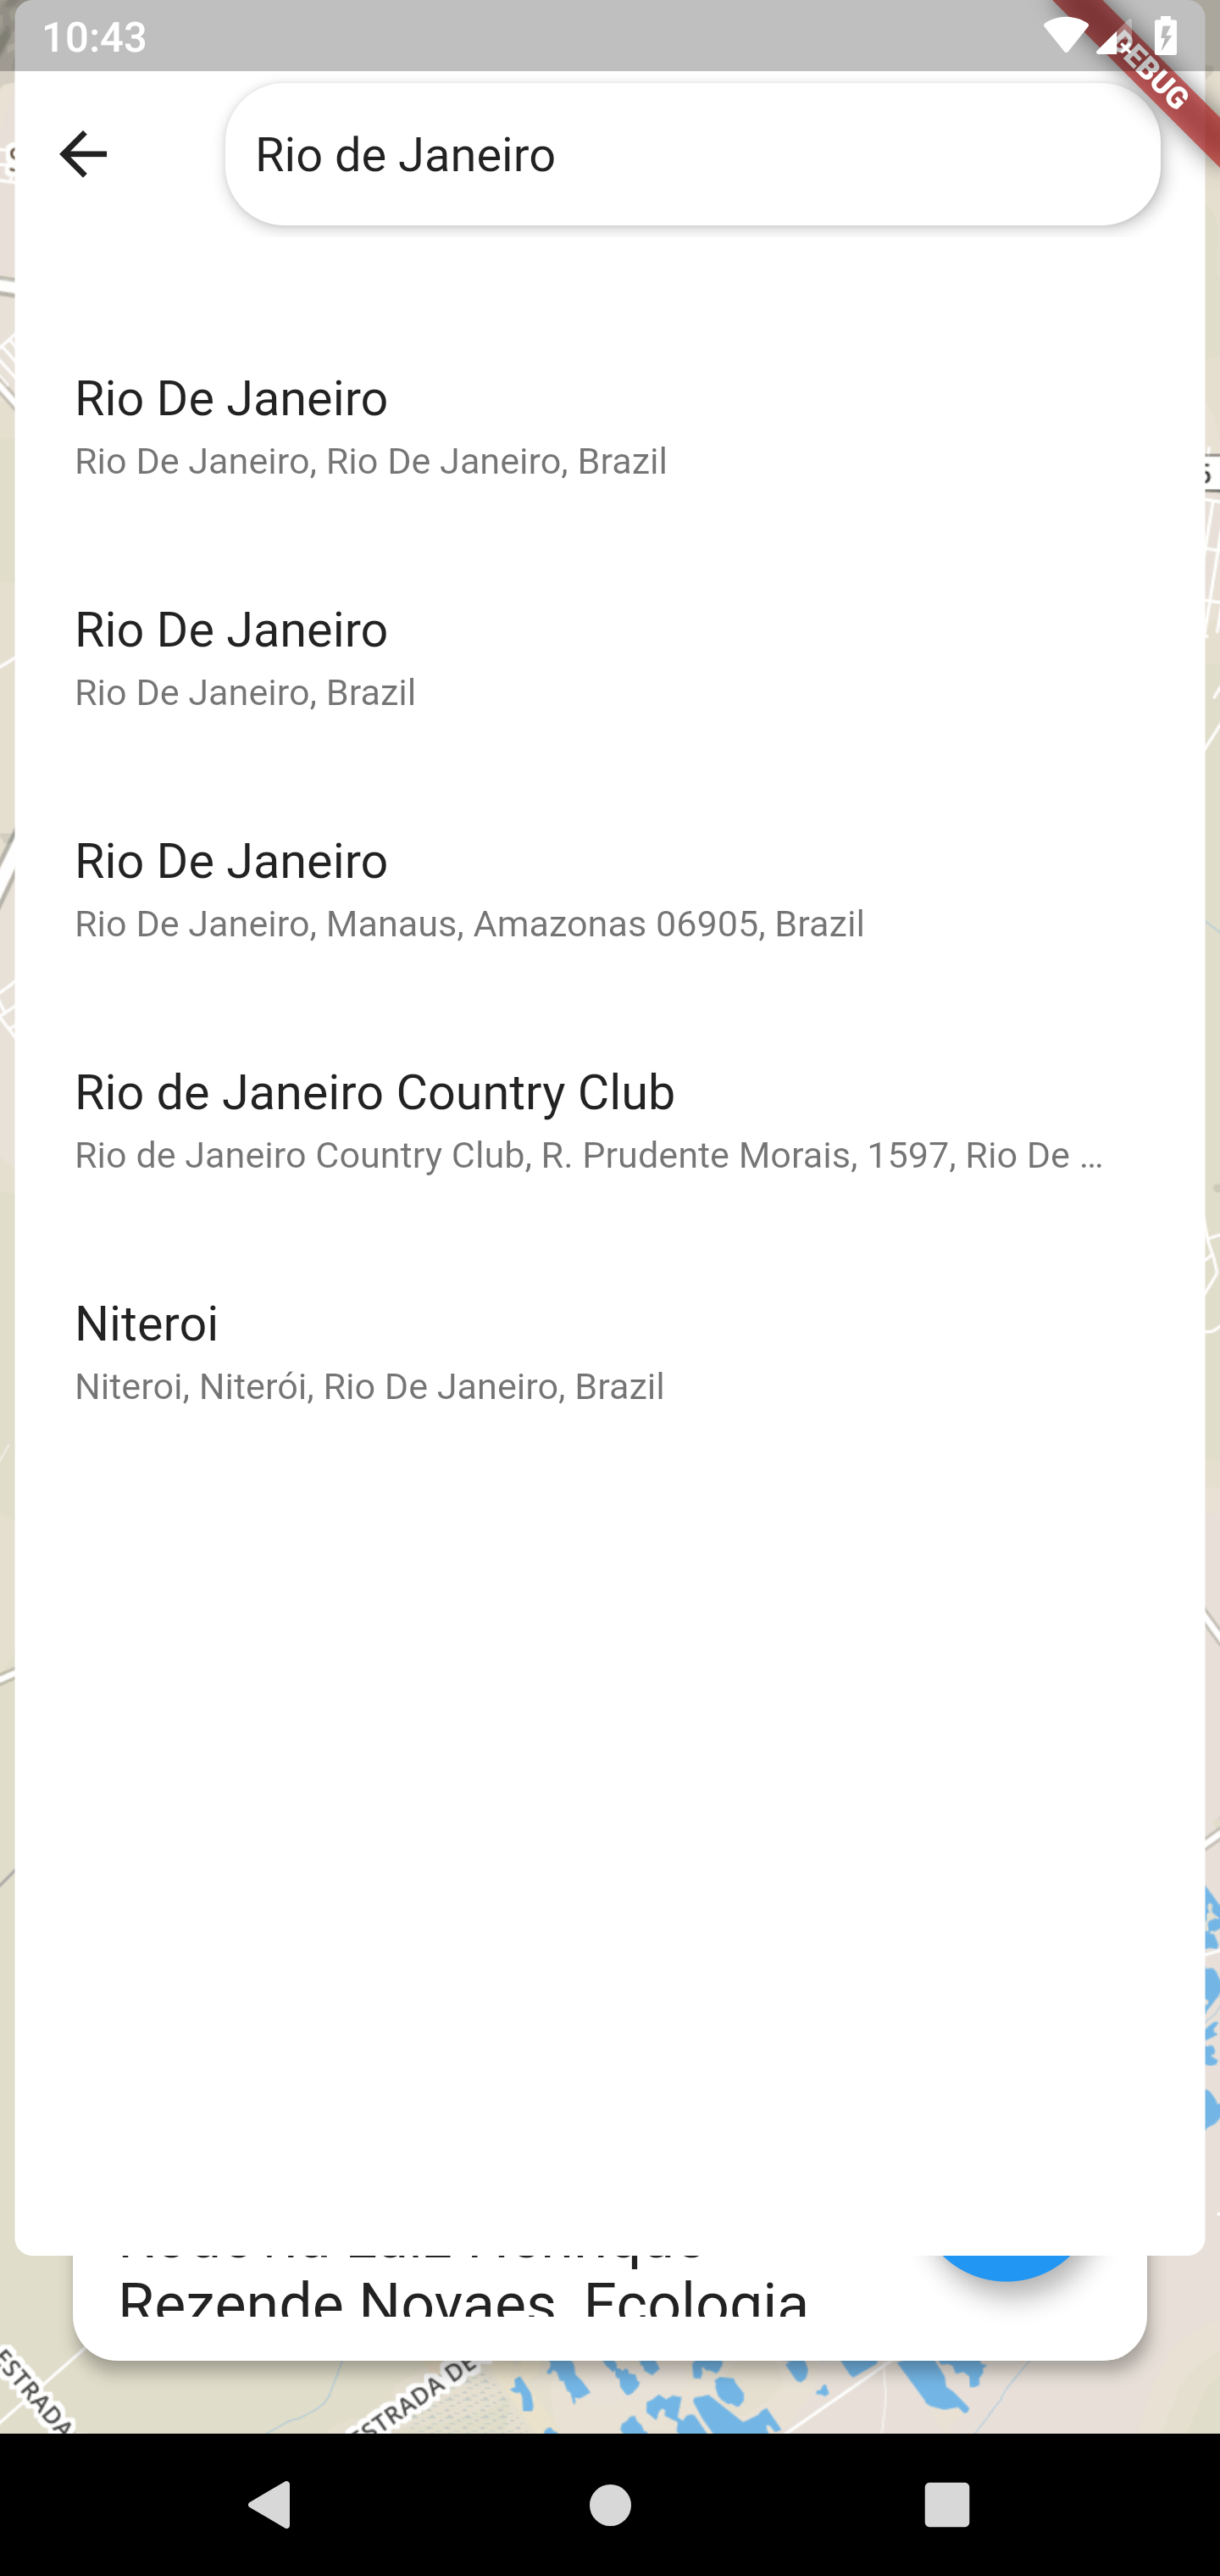 10:43
DEBUG
Rio de Janeiro
Rio De Janeiro
Rio De Janeiro, Rio De Janeiro, Brazil
Rio De Janeiro
Rio De Janeiro, Brazil
Rio De Janeiro
Rio De Janeiro, Manaus, Amazonas 06905, Brazil
Rio de Janeiro Country Club
Rio de Janeiro Country Club, R. Prudente Morais, 1597, Rio De ...
Niteroi
Niteroi, Niterói, Rio De Janeiro, Brazil
Rezende Novaes, Ecologia
ESTRADA
ESTRADA DE